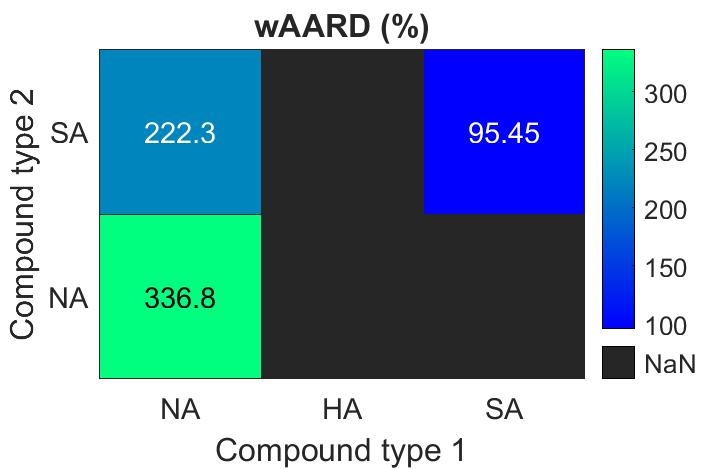 wAARD (%)
Compound type 2
SA
NA
222.3
95.45
336.8
NA
HA
SA
Compound type 1
300
250
200
150
100
NaN